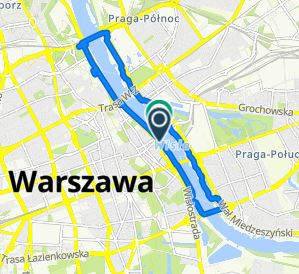 Praga-Północ
Trasa W-Z
Grochowska
Wisła
Praga-Połud
Warszawa
Wał Miedzeszyński
Wisłostrada
Trasa Łazienkowska